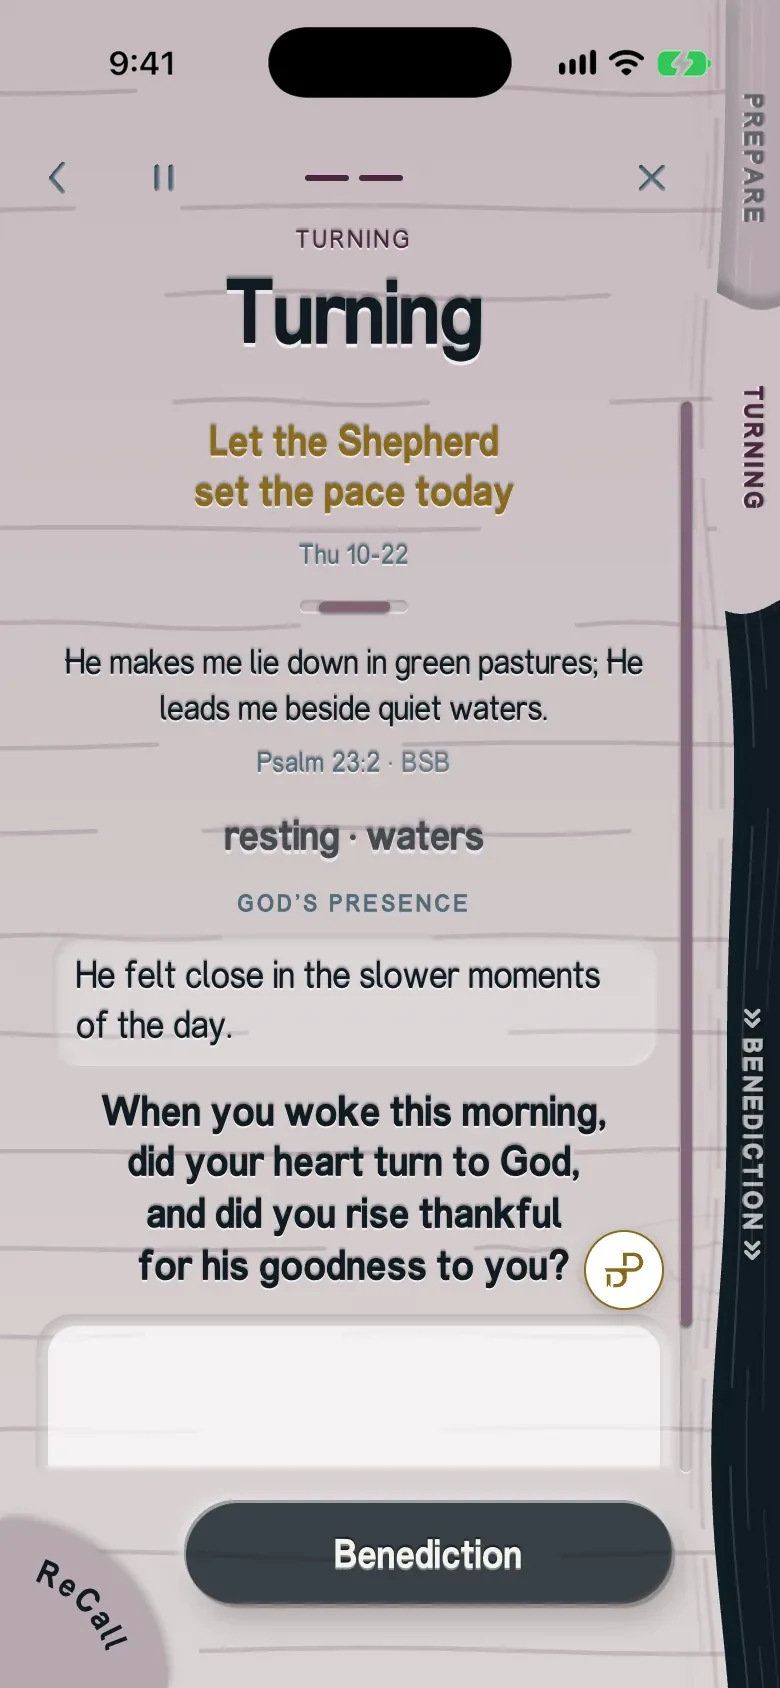 9:41
PREPARE
TURNING
Turning
TURNING
Let the Shepherd
set the pace today
Thu 10-22
He makes me lie down in green pastures; He
leads me beside quiet waters.
Psalm 23:2 · BSB
resting · waters
GOD’S PRESENCE
He felt close in the slower moments
of the day.
When you woke this morning,
did your heart turn to God,
and did you rise thankful
for his goodness to you?
» BENEDICTION »
Benediction
ReCall